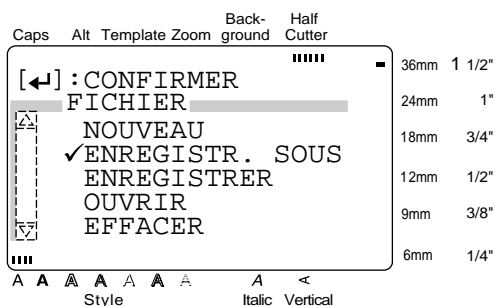 Caps Alt Template Zoom Back-ground Half Cutter
[↵]:CONFIRMER
FICHIER
NOUVEAU
✓ENREGISTR. SOUS
ENREGISTRER
OUVRIR
EFFACER
36mm 1 1/2"
24mm 1"
18mm 3/4"
12mm 1/2"
9mm 3/8"
6mm 1/4"
A A A A A A A A A
Style Italic Vertical